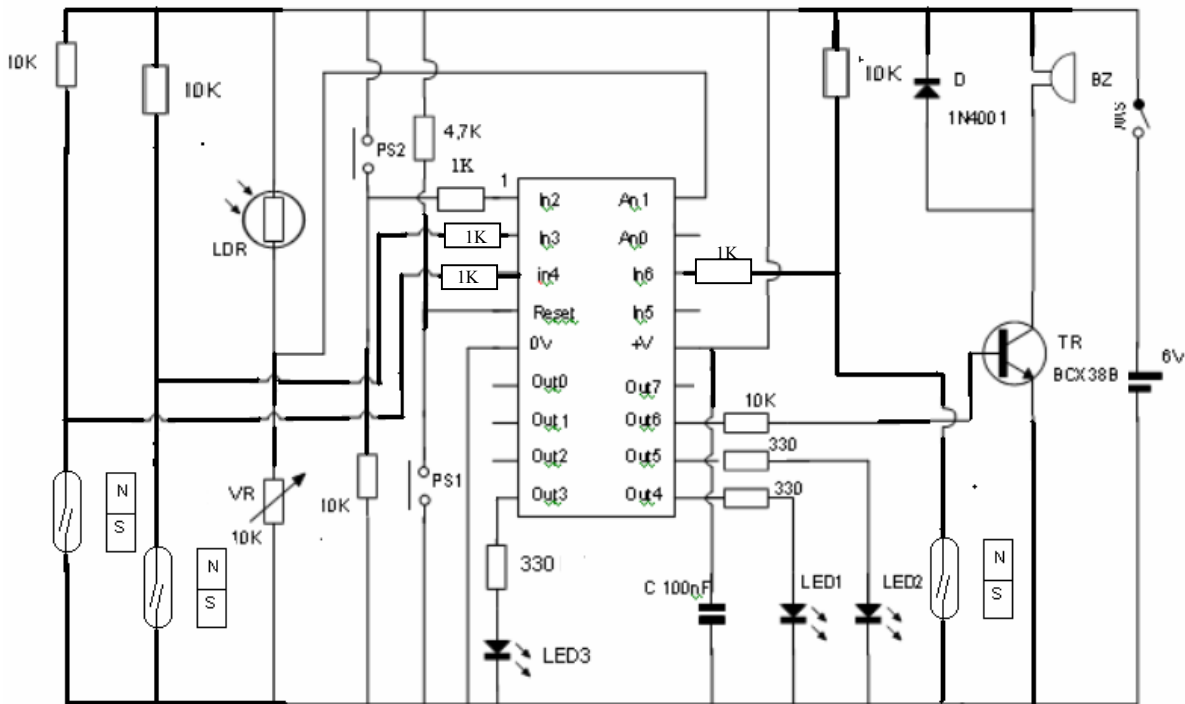 10K
10K
LDR
VR
10K
N
S
N
S
PS2
4,7K
1K
1K
1K
10K
PS1
1
In2
In3
in4
Reset
0V
Out0
Out1
Out2
Out3
An1
An0
In6
In5
+V
Out7
Out6
Out5
Out4
330
LED3
1K
10K
330
330
C 100nF
LED1
LED2
10K
D
1N4001
BZ
TR
BCX38B
6V
N
S